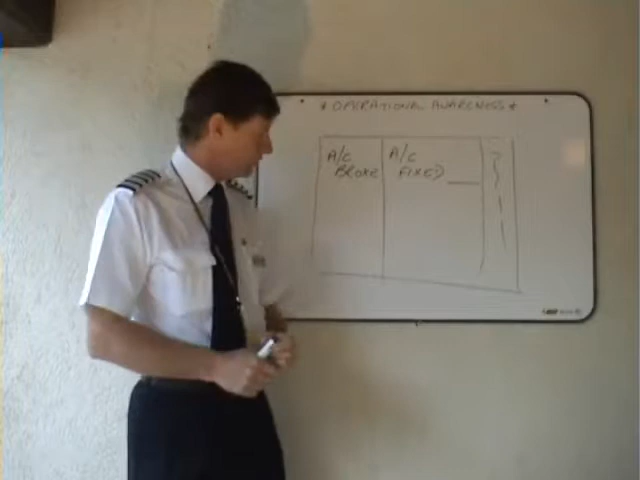 * OPERATIONAL AWARENESS *
A/C
BROKE
A/C
FIXED